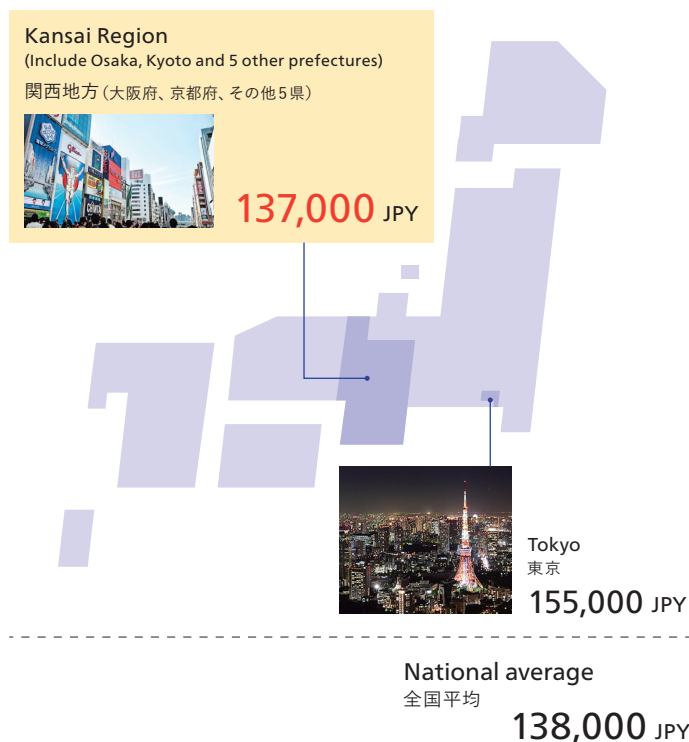 Kansai Region
(Include Osaka, Kyoto and 5 other prefectures)
関西地方(大阪府、京都府、その他5県)
Glico
137,000 JPY
Tokyo
東京
155,000 JPY
National average
全国平均
138,000 JPY